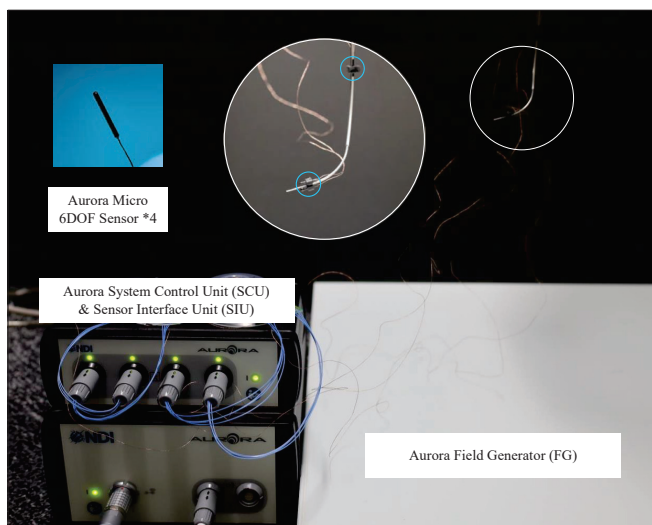 Aurora Micro
6DOF Sensor *4
Aurora System Control Unit (SCU)
& Sensor Interface Unit (SIU)
NDI AURORA
NDI AURORA
Aurora Field Generator (FG)